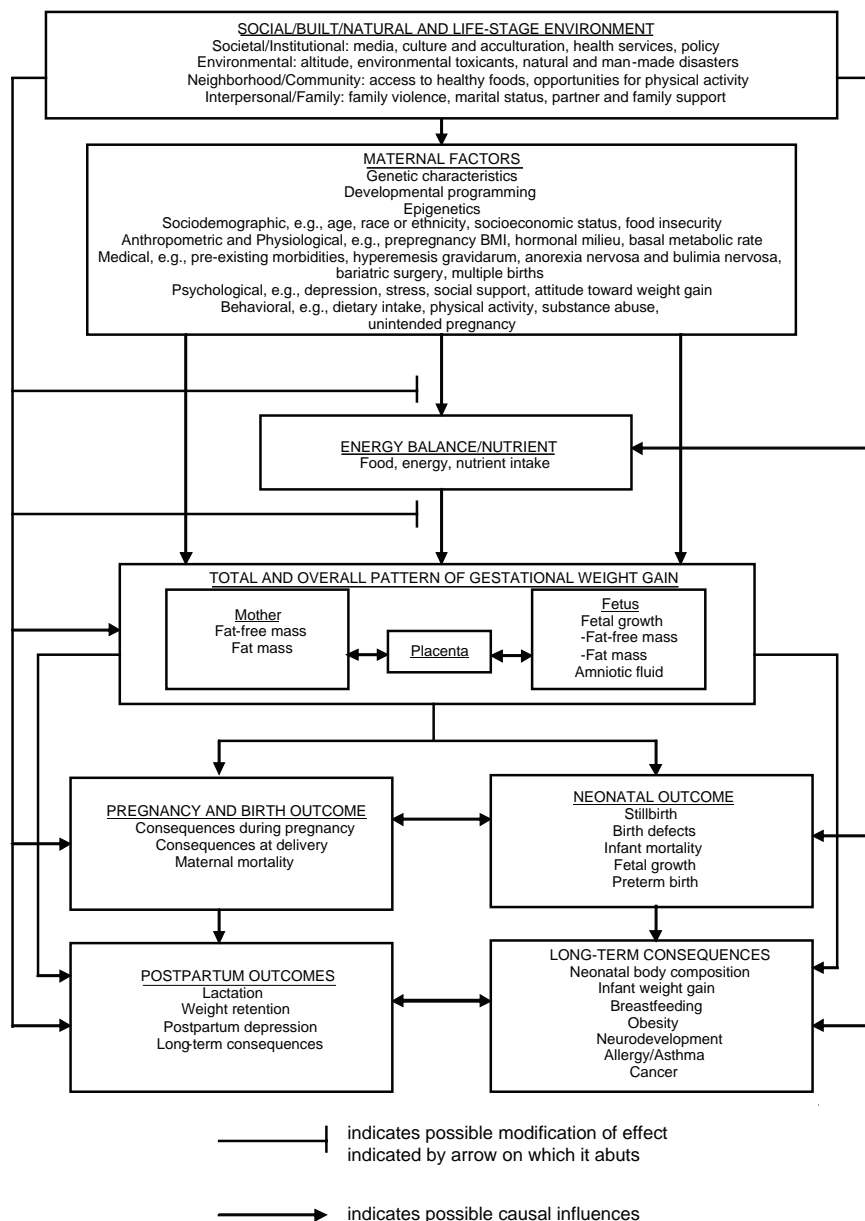 SOCIAL/BUILT/NATURAL AND LIFE-STAGE ENVIRONMENT
Societal/Institutional: media, culture and acculturation, health services, policy
Environmental: altitude, environmental toxicants, natural and man-made disasters
Neighborhood/Community: access to healthy foods, opportunities for physical activity
Interpersonal/Family: family violence, marital status, partner and family support
MATERNAL FACTORS
Genetic characteristics
Developmental programming
Epigenetics
Sociodemographic, e.g., age, race or ethnicity, socioeconomic status, food insecurity
Anthropometric and Physiological, e.g., prepregnancy BMI, hormonal milieu, basal metabolic rate
Medical, e.g., pre-existing morbidities, hyperemesis gravidarum, anorexia nervosa and bulimia nervosa,
bariatric surgery, multiple births
Psychological, e.g., depression, stress, social support, attitude toward weight gain
Behavioral, e.g., dietary intake, physical activity, substance abuse,
unintended pregnancy
ENERGY BALANCE/NUTRIENT
Food, energy, nutrient intake
TOTAL AND OVERALL PATTERN OF GESTATIONAL WEIGHT GAIN
Mother
Fat-free mass
Fat mass
Placenta
Fetus
Fetal growth
-Fat-free mass
-Fat mass
Amniotic fluid
PREGNANCY AND BIRTH OUTCOME
Consequences during pregnancy
Consequences at delivery
Maternal mortality
NEONATAL OUTCOME
Stillbirth
Birth defects
Infant mortality
Fetal growth
Preterm birth
POSTPARTUM OUTCOMES
Lactation
Weight retention
Postpartum depression
Long-term consequences
LONG-TERM CONSEQUENCES
Neonatal body composition
Infant weight gain
Breastfeeding
Obesity
Neurodevelopment
Allergy/Asthma
Cancer
indicates possible modification of effect
indicated by arrow on which it abuts
indicates possible causal influences